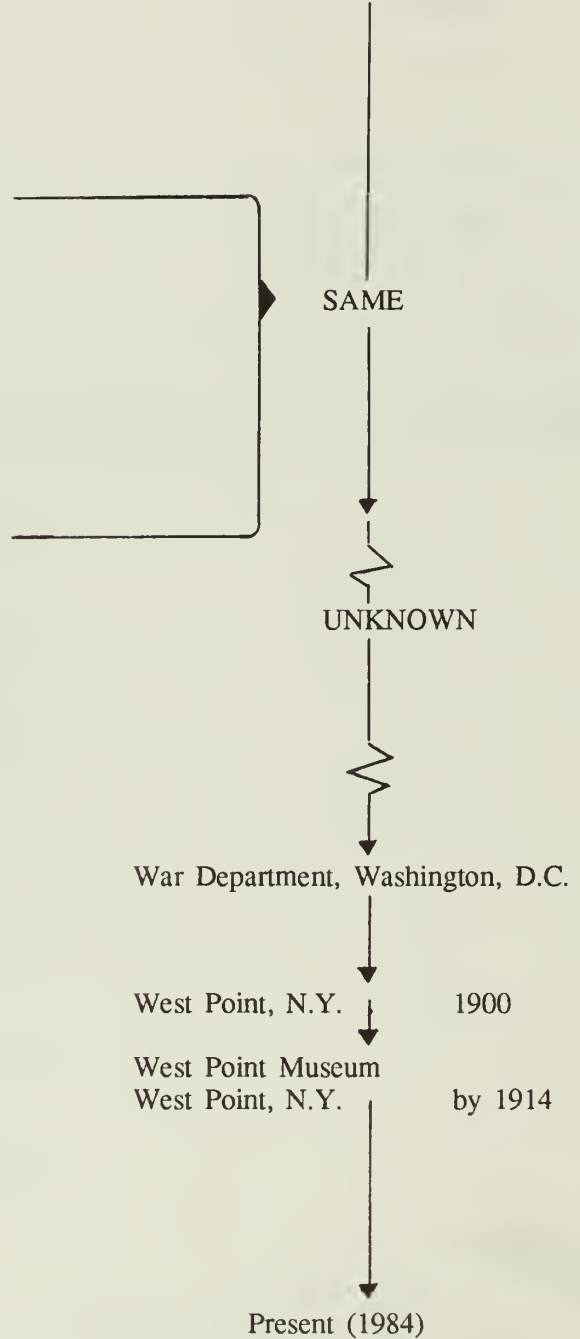 SAME
UNKNOWN
War Department, Washington, D.C.
West Point, N.Y. 1900
West Point Museum
West Point, N.Y. by 1914
Present (1984)